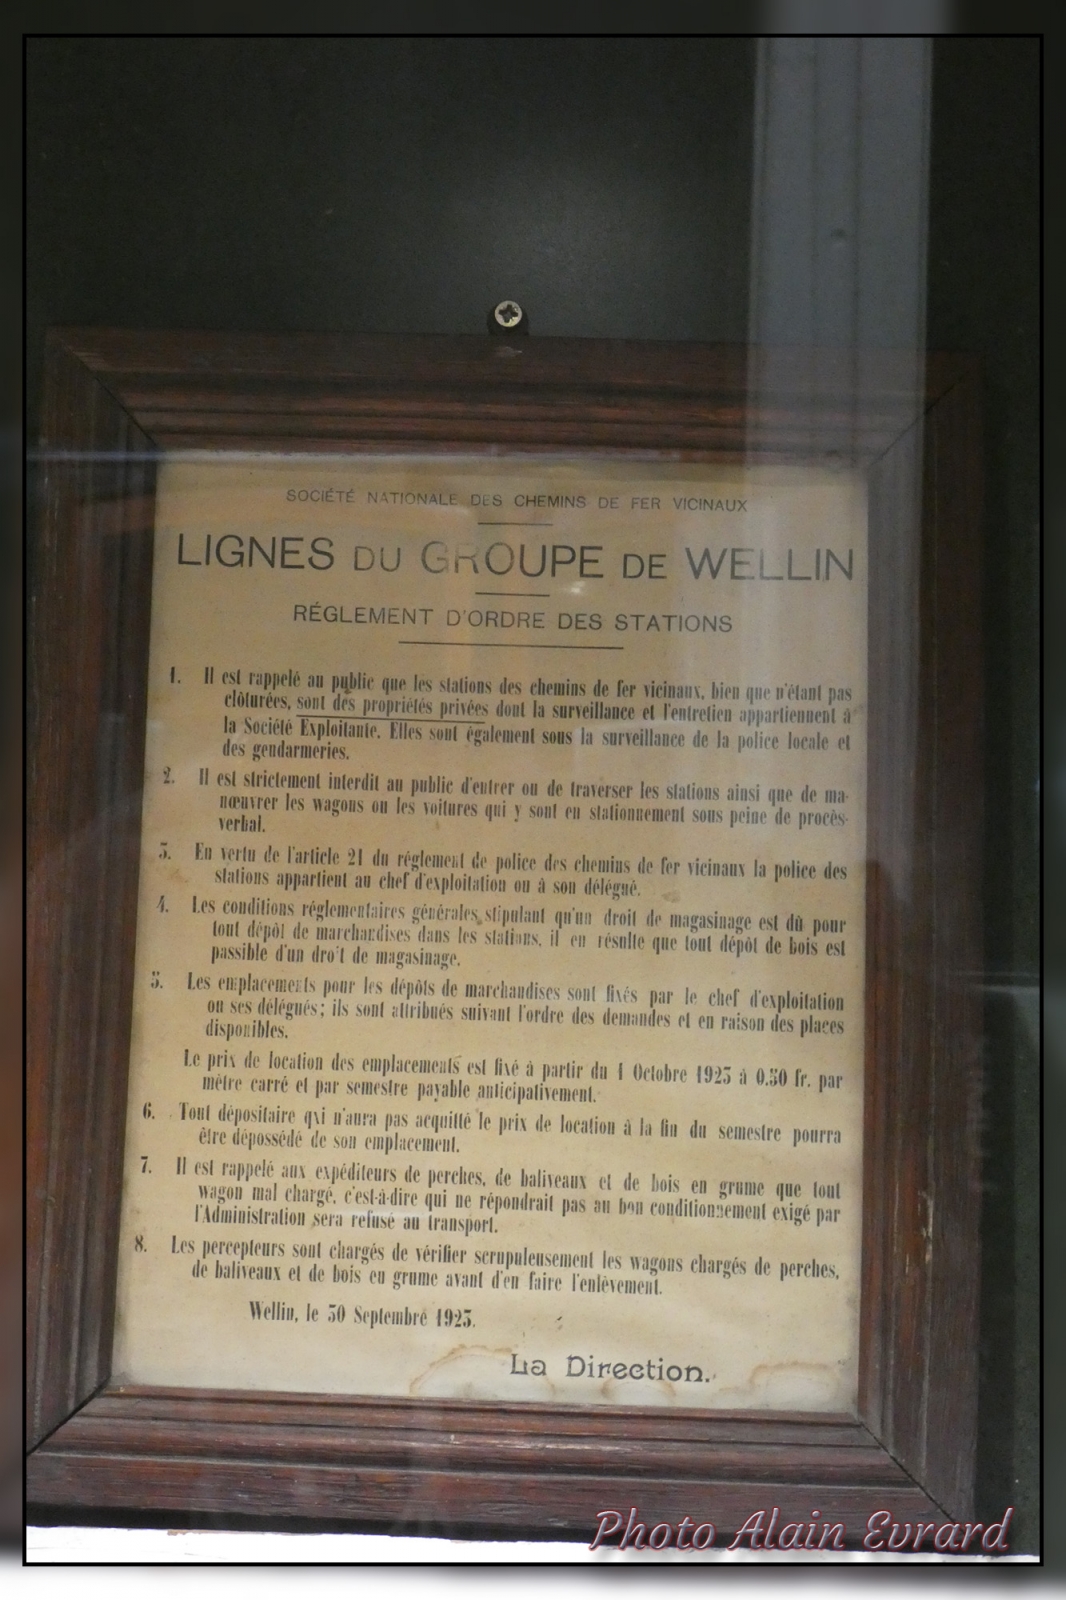 SOCIÉTÉ NATIONALE DES CHEMINS DE FER VICINAUX
LIGNES DU GROUPE DE WELLIN
RÉGLEMENT D'ORDRE DES STATIONS
1. Il est rappelé au public que les stations des chemins de fer vicinaux, bien que n'étant pas
clôturées, sont des propriétés privées dont la surveillance et l'entretien appartiennent à
la Société Exploitante. Elles sont également sous la surveillance de la police locale et
des gendarmeries.
2. Il est strictement interdit au public d'entrer ou de traverser les stations ainsi que de ma-
nœuvrer les wagons ou les voitures qui y sont en stationnement sous peine de procès-
verbal.
3. En vertu de l'article 21 du réglement de police des chemins de fer vicinaux la police des
stations appartient au chef d'exploitation ou à son délégué.
4. Les conditions réglementaires générales stipulant qu'un droit de magasinage est dû pour
tout dépôt de marchandises dans les stations, il en résulte que tout dépôt de bois est
passible d'un droit de magasinage.
5. Les emplacements pour les dépôts de marchandises sont fixés par le chef d'exploitation
ou ses délégués; ils sont attribués suivant l'ordre des demandes et en raison des places
disponibles.
Le prix de location des emplacements est fixé à partir du 1 Octobre 1923 à 0.50 fr. par
mètre carré et par semestre payable anticipativement.
6. Tout dépositaire qui n'aura pas acquitté le prix de location à la fin du semestre pourra
être dépossédé de son emplacement.
7. Il est rappelé aux expéditeurs de perches, de baliveaux et de bois en grume que tout
wagon mal chargé, c'est-à-dire qui ne répondrait pas au bon conditionnement exigé par
l'Administration sera refusé au transport.
8. Les percepteurs sont chargés de vérifier scrupuleusement les wagons chargés de perches,
de baliveaux et de bois en grume avant d'en faire l'enlèvement.
Wellin, le 30 Septembre 1923.
La Direction.
Photo Alain Evrard